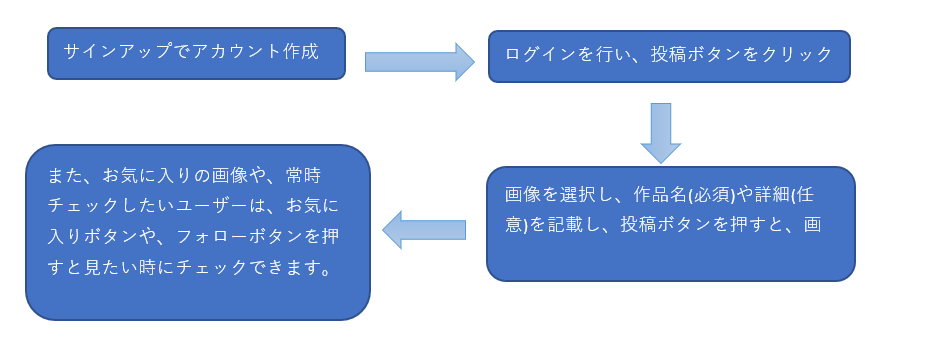 サインアップでアカウント作成
ログインを行い、投稿ボタンをクリック
画像を選択し、作品名(必須)や詳細(任
意)を記載し、投稿ボタンを押すと、画
また、お気に入りの画像や、常時
チェックしたいユーザーは、お気に
入りボタンや、フォローボタンを押
すと見たい時にチェックできます。